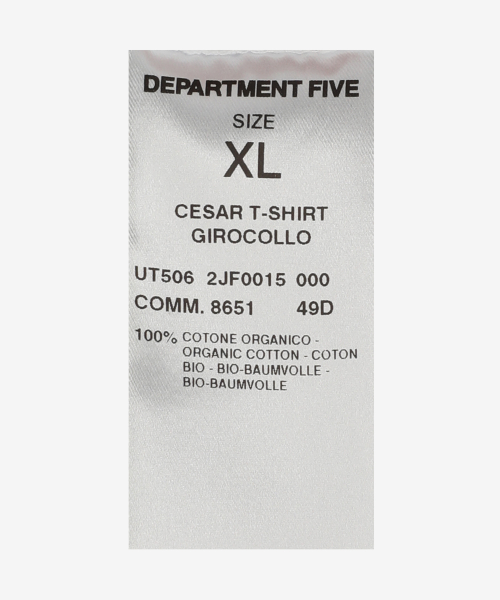 DEPARTMENT FIVE
SIZE
XL
CESAR T-SHIRT
GIROCOLLO
UT506 2JF0015 000
COMM. 8651 49D
100% COTONE ORGANICO -
ORGANIC COTTON - COTON
BIO - BIO-BAUMVOLLE -
BIO-BAUMVOLLE